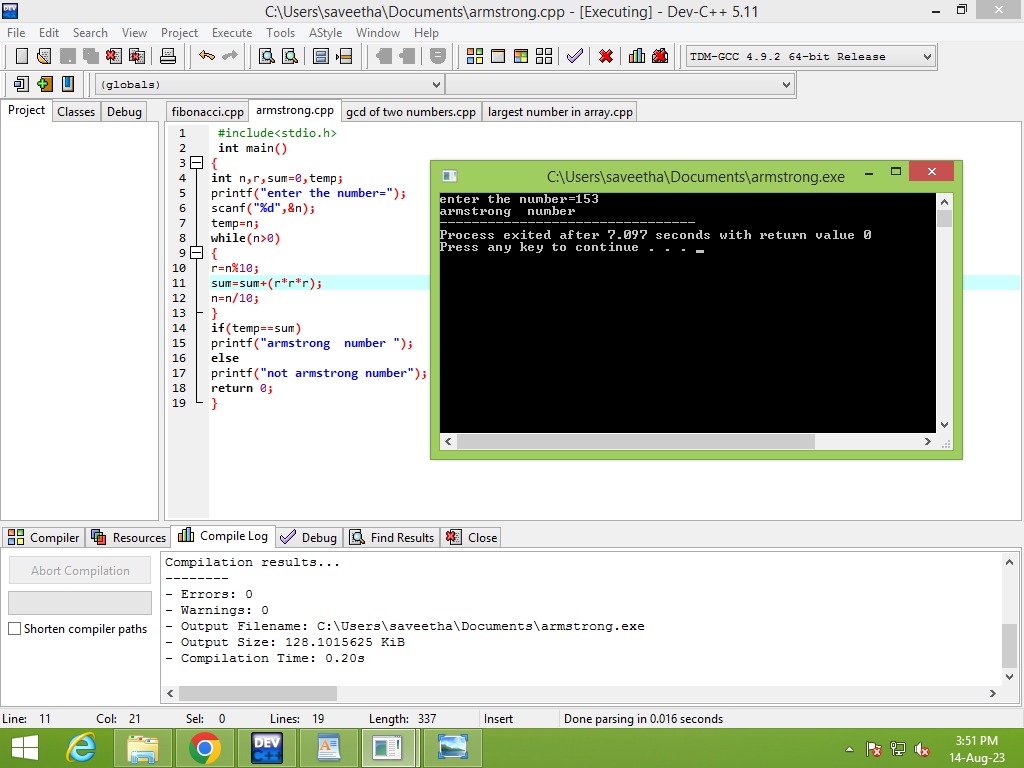 C:\Users\saveetha\Documents\armstrong.cpp - [Executing] - Dev-C++ 5.11
File Edit Search View Project Execute Tools AStyle Window Help
TDM-GCC 4.9.2 64-bit Release
(globals)
Project Classes Debug
fibonacci.cpp armstrong.cpp gcd of two numbers.cpp largest number in array.cpp
1 #include<stdio.h>
2 int main()
3 {
4 int n,r,sum=0,temp;
5 printf("enter the number=");
6 scanf("%d",&n);
7 temp=n;
8 while(n>0)
9 {
10 r=n%10;
11 sum=sum+(r*r*r);
12 n=n/10;
13 }
14 if(temp==sum)
15 printf("armstrong  number ");
16 else
17 printf("not armstrong number");
18 return 0;
19 }
C:\Users\saveetha\Documents\armstrong.exe
enter the number=153
armstrong  number
--------------------------------
Process exited after 7.097 seconds with return value 0
Press any key to continue . . .
Compiler Resources Compile Log Debug Find Results Close
Abort Compilation
Shorten compiler paths
Compilation results...
--------
- Errors: 0
- Warnings: 0
- Output Filename: C:\Users\saveetha\Documents\armstrong.exe
- Output Size: 128.1015625 KiB
- Compilation Time: 0.20s
Line: 11 Col: 21 Sel: 0 Lines: 19 Length: 337 Insert Done parsing in 0.016 seconds
DEV C++
3:51 PM
14-Aug-23